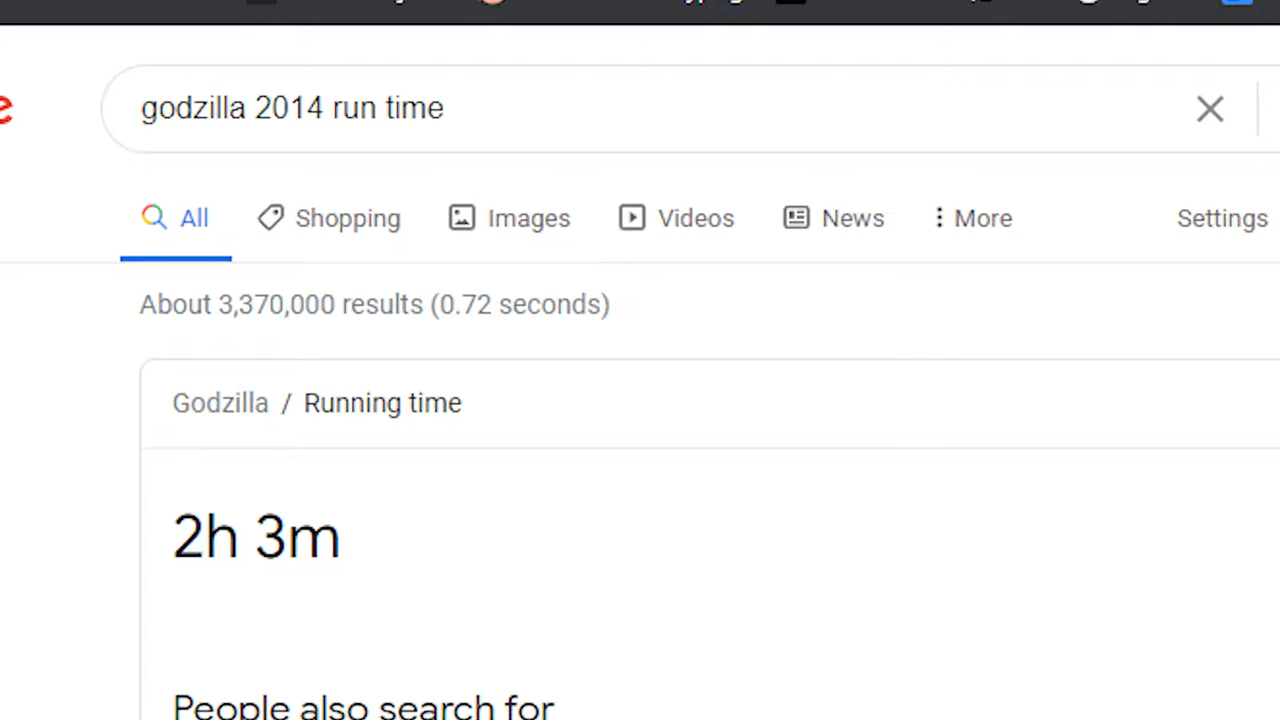 godzilla 2014 run time
All Shopping Images Videos News More Settings
About 3,370,000 results (0.72 seconds)
Godzilla / Running time
2h 3m
People also search for